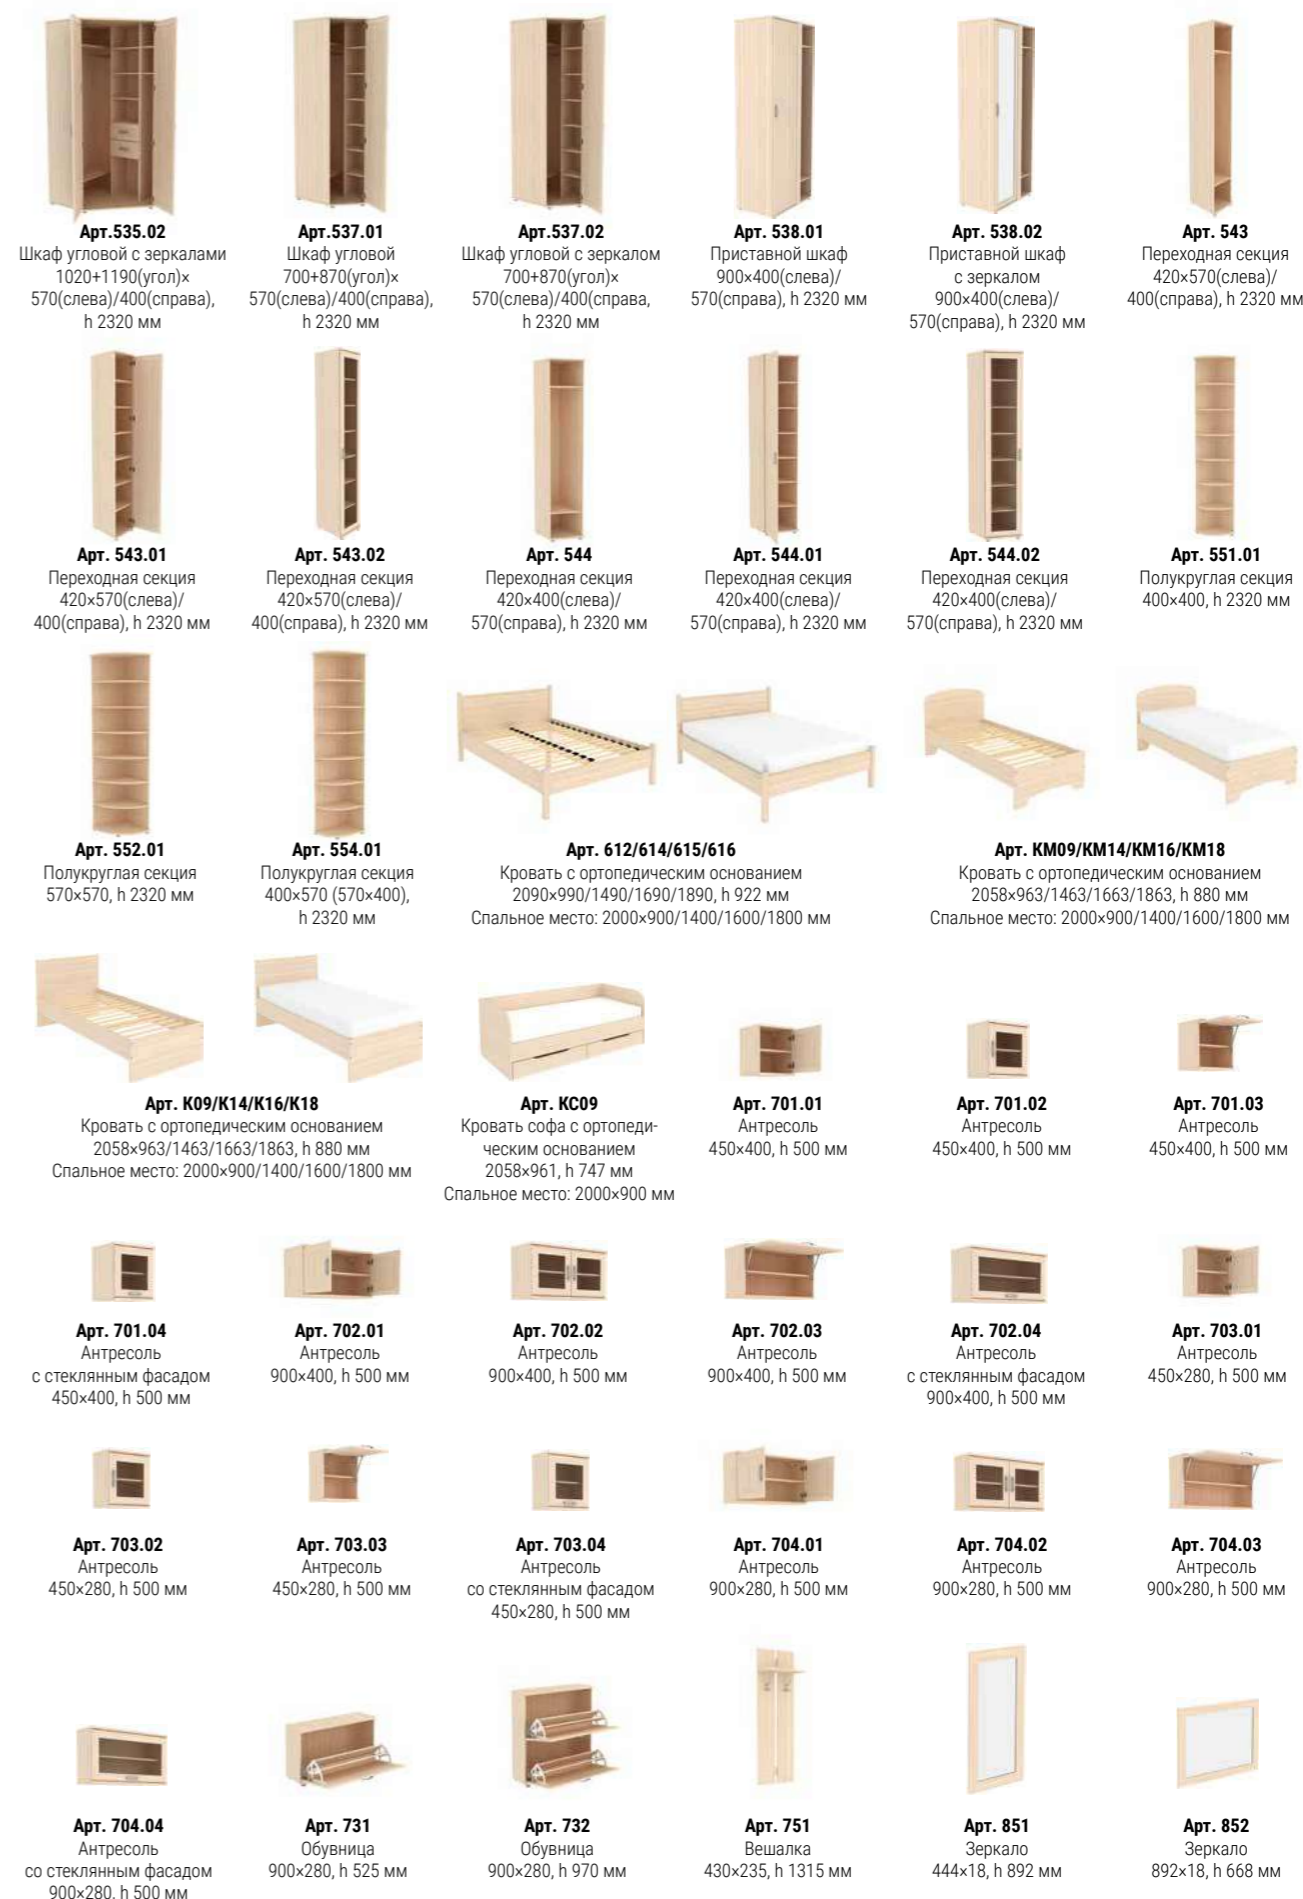 Арт.535.02
Шкаф угловой с зеркалами
1020+1190(угол)×
570(слева)/400(справа),
h 2320 мм
Арт.537.01
Шкаф угловой
700+870(угол)×
570(слева)/400(справа),
h 2320 мм
Арт.537.02
Шкаф угловой с зеркалом
700+870(угол)×
570(слева)/400(справа,
h 2320 мм
Арт. 538.01
Приставной шкаф
900×400(слева)/
570(справа), h 2320 мм
Арт. 538.02
Приставной шкаф
с зеркалом
900×400(слева)/
570(справа), h 2320 мм
Арт. 543
Переходная секция
420×570(слева)/
400(справа), h 2320 мм
Арт. 543.01
Переходная секция
420×570(слева)/
400(справа), h 2320 мм
Арт. 543.02
Переходная секция
420×570(слева)/
400(справа), h 2320 мм
Арт. 544
Переходная секция
420×400(слева)/
570(справа), h 2320 мм
Арт. 544.01
Переходная секция
420×400(слева)/
570(справа), h 2320 мм
Арт. 544.02
Переходная секция
420×400(слева)/
570(справа), h 2320 мм
Арт. 551.01
Полукруглая секция
400×400, h 2320 мм
Арт. 552.01
Полукруглая секция
570×570, h 2320 мм
Арт. 554.01
Полукруглая секция
400×570 (570×400),
h 2320 мм
Арт. 612/614/615/616
Кровать с ортопедическим основанием
2090×990/1490/1690/1890, h 922 мм
Спальное место: 2000×900/1400/1600/1800 мм
Арт. КМ09/КМ14/КМ16/КМ18
Кровать с ортопедическим основанием
2058×963/1463/1663/1863, h 880 мм
Спальное место: 2000×900/1400/1600/1800 мм
Арт. К09/К14/К16/К18
Кровать с ортопедическим основанием
2058×963/1463/1663/1863, h 880 мм
Спальное место: 2000×900/1400/1600/1800 мм
Арт. КС09
Кровать софа с ортопеди-
ческим основанием
2058×961, h 747 мм
Спальное место: 2000×900 мм
Арт. 701.01
Антресоль
450×400, h 500 мм
Арт. 701.02
Антресоль
450×400, h 500 мм
Арт. 701.03
Антресоль
450×400, h 500 мм
Арт. 701.04
Антресоль
с стеклянным фасадом
450×400, h 500 мм
Арт. 702.01
Антресоль
900×400, h 500 мм
Арт. 702.02
Антресоль
900×400, h 500 мм
Арт. 702.03
Антресоль
900×400, h 500 мм
Арт. 702.04
Антресоль
с стеклянным фасадом
900×400, h 500 мм
Арт. 703.01
Антресоль
450×280, h 500 мм
Арт. 703.02
Антресоль
450×280, h 500 мм
Арт. 703.03
Антресоль
450×280, h 500 мм
Арт. 703.04
Антресоль
со стеклянным фасадом
450×280, h 500 мм
Арт. 704.01
Антресоль
900×280, h 500 мм
Арт. 704.02
Антресоль
900×280, h 500 мм
Арт. 704.03
Антресоль
900×280, h 500 мм
Арт. 704.04
Антресоль
со стеклянным фасадом
900×280, h 500 мм
Арт. 731
Обувница
900×280, h 525 мм
Арт. 732
Обувница
900×280, h 970 мм
Арт. 751
Вешалка
430×235, h 1315 мм
Арт. 851
Зеркало
444×18, h 892 мм
Арт. 852
Зеркало
892×18, h 668 мм